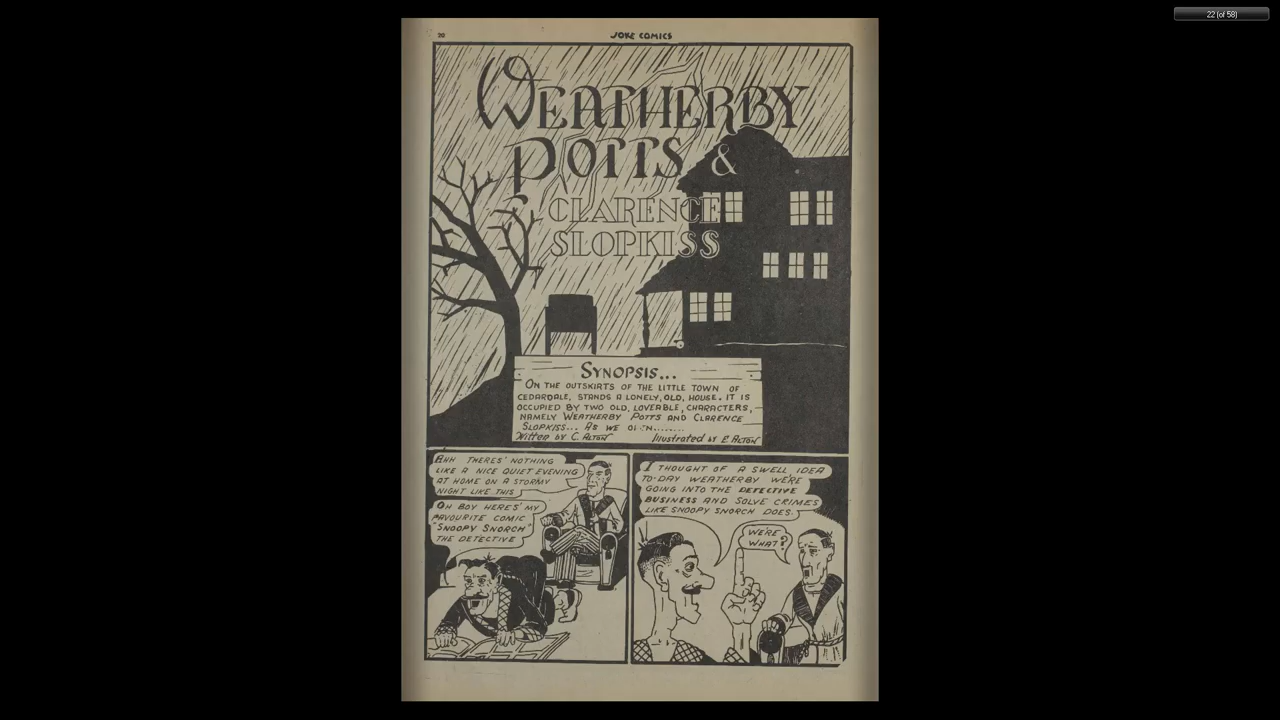 22 (of 58)
20
JOKE COMICS
WEATHERBY
POTTS &
CLARENCE
SLOPKISS
SYNOPSIS...
ON THE OUTSKIRTS OF THE LITTLE TOWN OF
CEDARDALE, STANDS A LONELY, OLD, HOUSE. IT IS
OCCUPIED BY TWO OLD, LOVEABLE, CHARACTERS,
NAMELY WEATHERBY POTTS AND CLARENCE
SLOPKISS... AS WE
Written by C. ALTON Illustrated by E. ALTON
AHH THERES' NOTHING
LIKE A NICE QUIET EVENING
AT HOME ON A STORMY
NIGHT LIKE THIS
OH BOY HERES' MY
FAVOURITE COMIC
"SNOOPY SNORCH"
THE DETECTIVE
I THOUGHT OF A SWELL IDEA
TO-DAY WEATHERBY WE'RE
GOING INTO THE DETECTIVE
BUSINESS AND SOLVE CRIMES
LIKE SNOOPY SNORCH DOES.
WE'RE
WHAT?